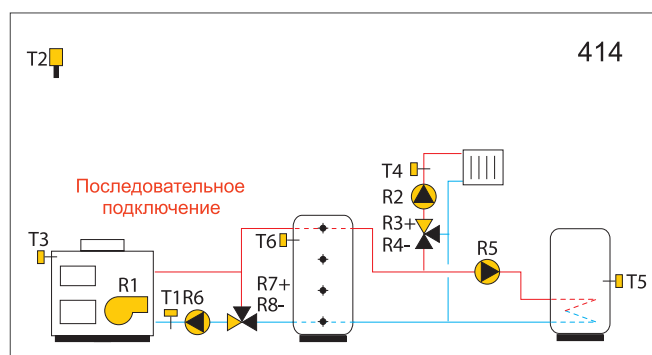 T2
414
Последовательное
подключение
T4
R2
R3+
R4-
T3
T6
R5
R1
T1 R6
R7+
R8-
T5